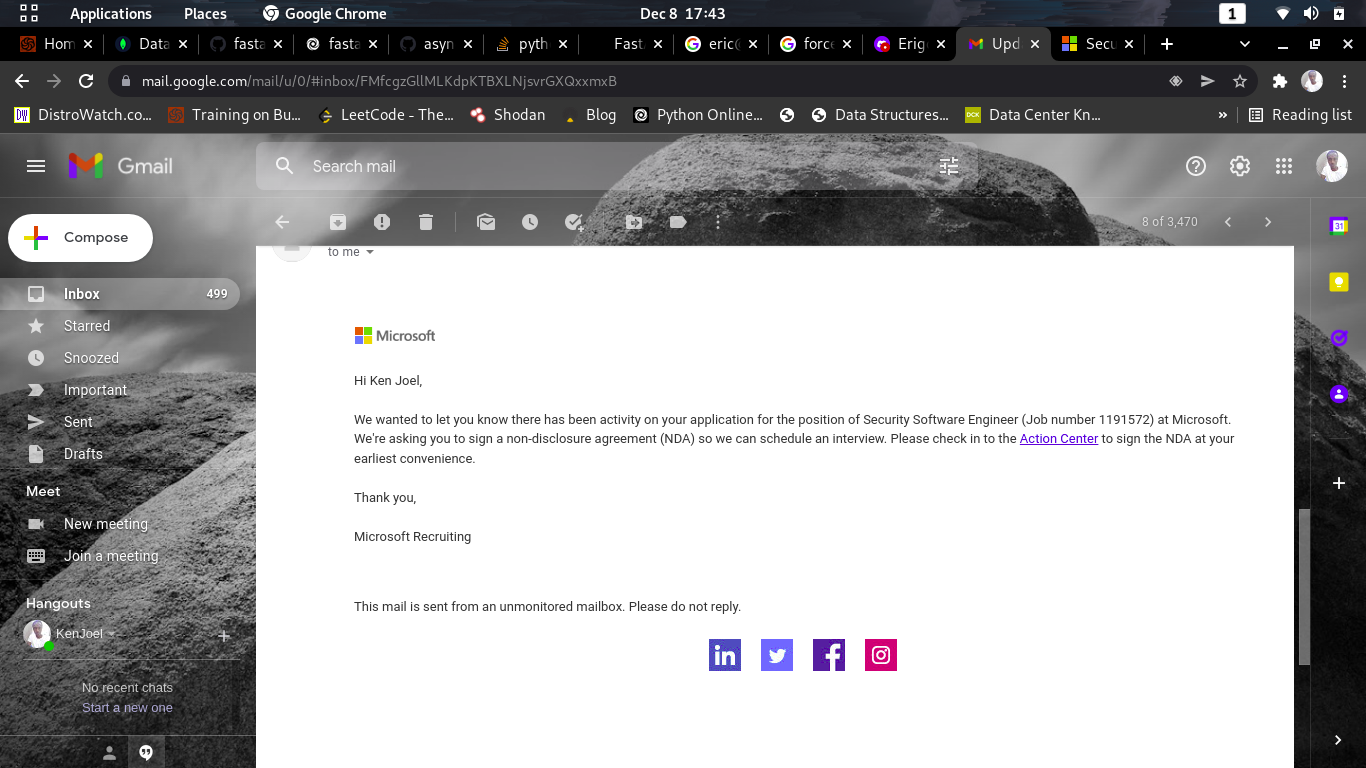 Applications Places Google Chrome Dec 8 17:43 1
Hom Data fasta fasta asyn pyth Fast eric@ force Erig Upd Secu
mail.google.com/mail/u/0/#inbox/FMfcgzGllMLKdpKTBXLNjsvrGXQxxmxB
DistroWatch.co... Training on Bu... LeetCode - The... Shodan Blog Python Online... Data Structures... DCK Data Center Kn... » Reading list
Gmail Search mail
Compose 8 of 3,470
31
to me
Inbox 499
Starred
Snoozed
Important
Sent
Drafts
Meet
New meeting
Join a meeting
Hangouts
KenJoel
No recent chats
Start a new one
Microsoft
Hi Ken Joel,
We wanted to let you know there has been activity on your application for the position of Security Software Engineer (Job number 1191572) at Microsoft.
We're asking you to sign a non-disclosure agreement (NDA) so we can schedule an interview. Please check in to the Action Center to sign the NDA at your
earliest convenience.
Thank you,
Microsoft Recruiting
This mail is sent from an unmonitored mailbox. Please do not reply.
in